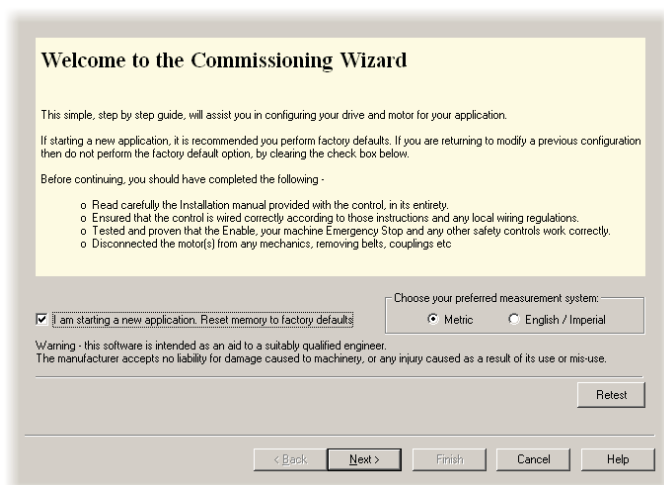 Welcome to the Commissioning Wizard
This simple, step by step guide, will assist you in configuring your drive and motor for your application.
If starting a new application, it is recommended you perform factory defaults. If you are returning to modify a previous configuration
then do not perform the factory default option, by clearing the check box below.
Before continuing, you should have completed the following -
o Read carefully the Installation manual provided with the control, in its entirety.
o Ensured that the control is wired correctly according to those instructions and any local wiring regulations.
o Tested and proven that the Enable, your machine Emergency Stop and any other safety controls work correctly.
o Disconnected the motor(s) from any mechanics, removing belts, couplings etc
Choose your preferred measurement system:
I am starting a new application. Reset memory to factory defaults
Metric
English / Imperial
Warning - this software is intended as an aid to a suitably qualified engineer.
The manufacturer accepts no liability for damage caused to machinery, or any injury caused as a result of its use or mis-use.
Retest
< Back
Next >
Finish
Cancel
Help